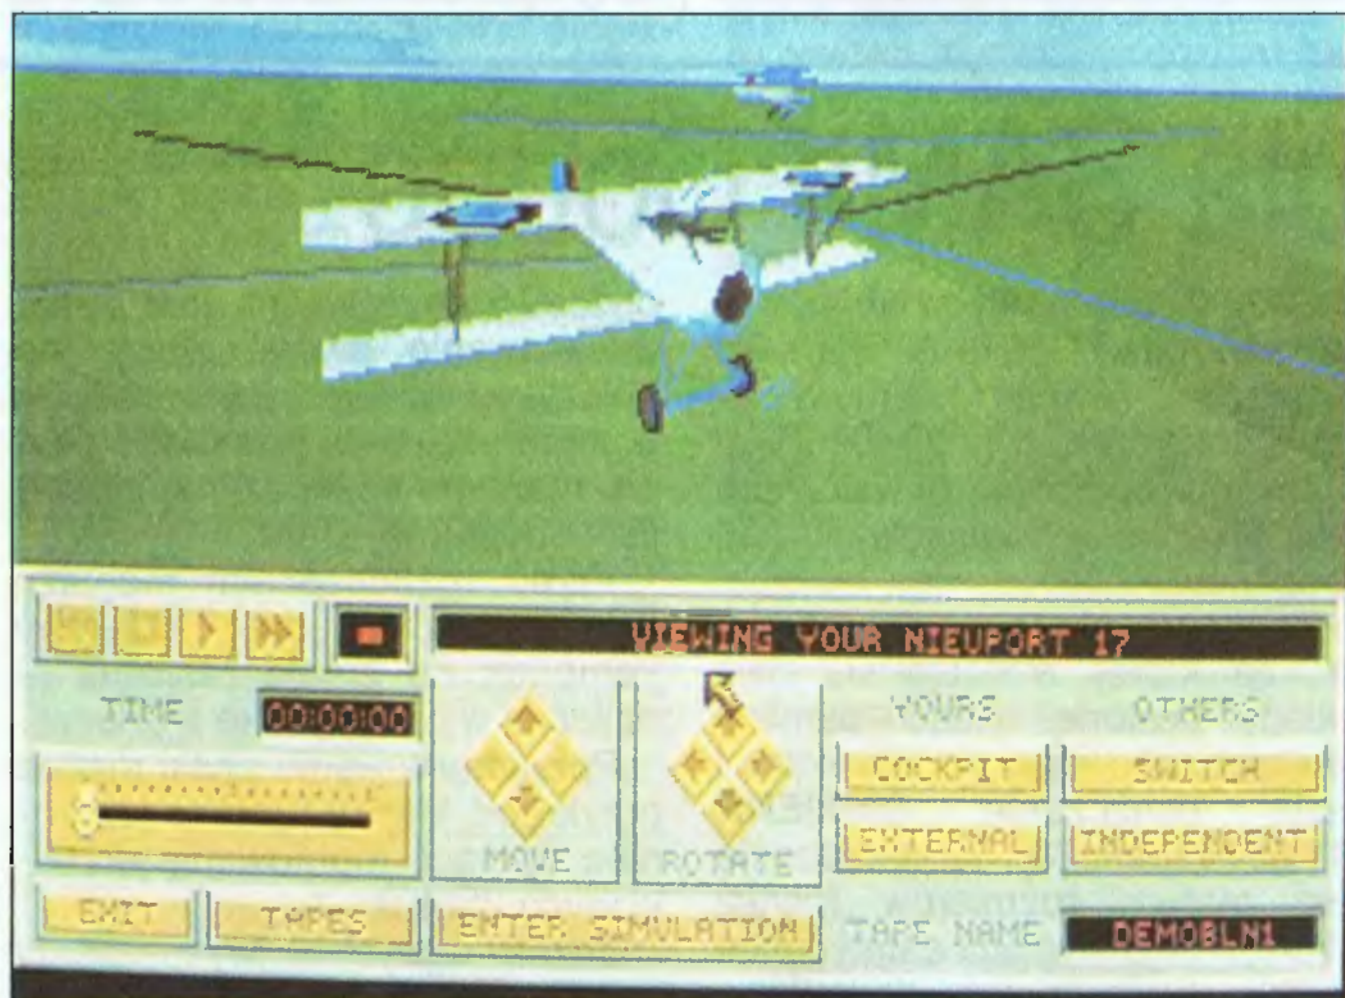 VIEWING YOUR NIEUPORT 17
TIME 00:00:00
YOURS OTHERS
COCKPIT SWITCH
MOVE ROTATE EXTERNAL INDEPENDENT
EXIT TAPES ENTER SIMULATION TAPE NAME DEMOBLN1